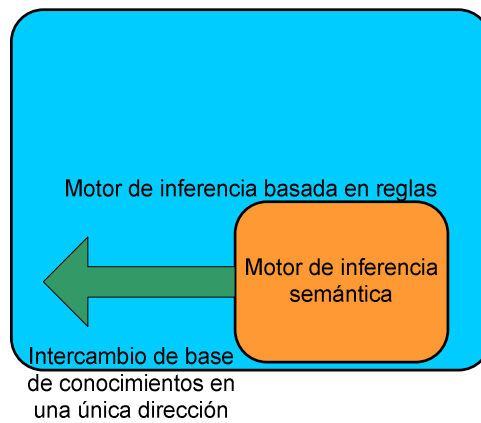 Motor de inferencia basada en reglas
Motor de inferencia
semántica
Intercambio de base
de conocimientos en
una única dirección